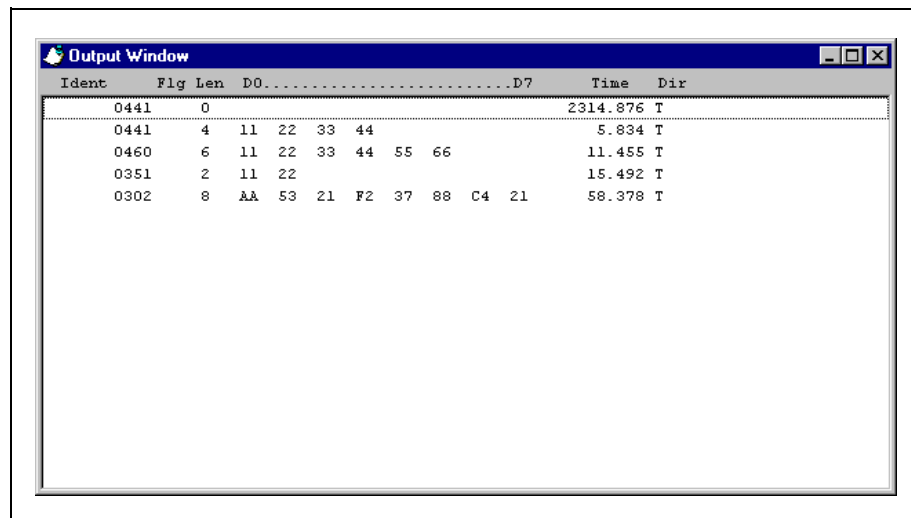 Output Window
Ident Flg Len D0...........................D7 Time Dir
0441 0 2314.876 T
0441 4 11 22 33 44 5.834 T
0460 6 11 22 33 44 55 66 11.455 T
0351 2 11 22 15.492 T
0302 8 AA 53 21 F2 37 88 C4 21 58.378 T